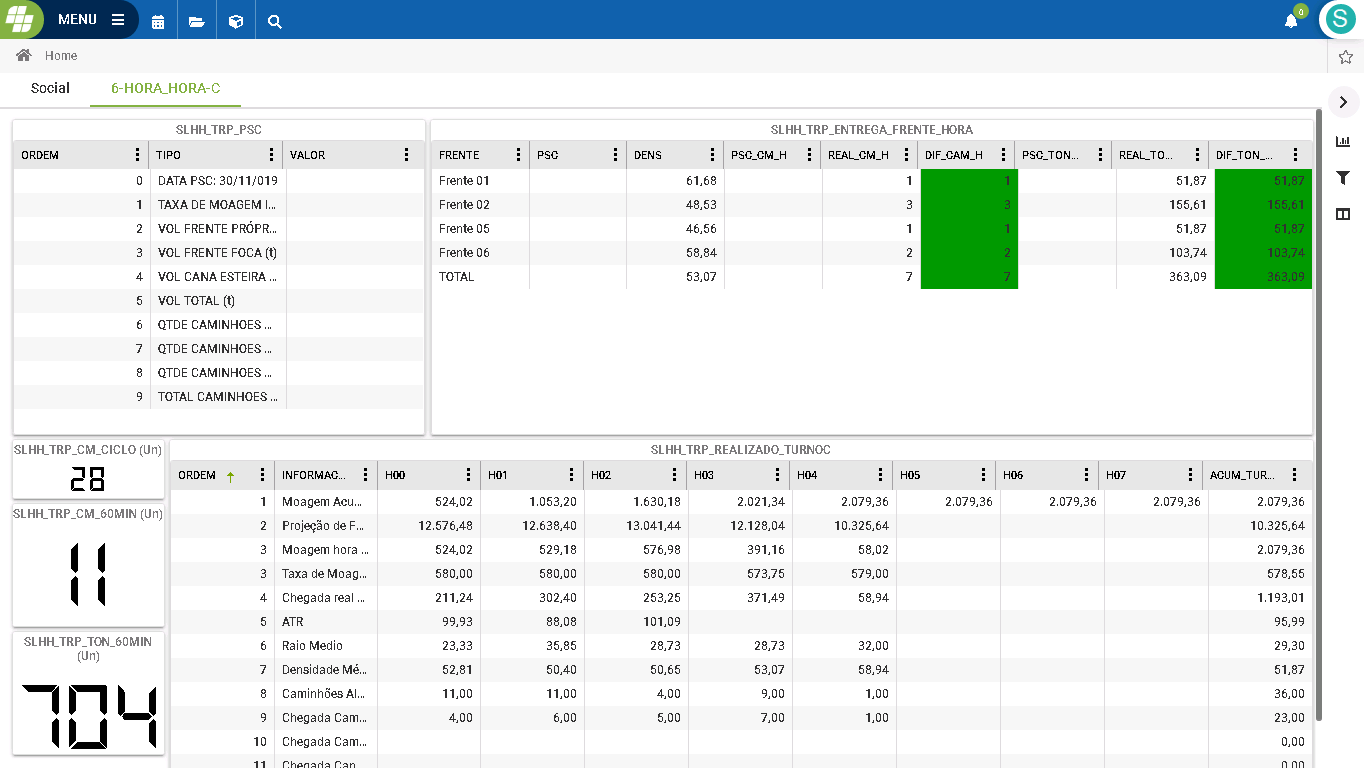 MENU
0
S
Home
Social 6-HORA_HORA-C
SLHH_TRP_PSC
ORDEM TIPO VALOR
0 DATA PSC: 30/11/019
1 TAXA DE MOAGEM I...
2 VOL FRENTE PRÓPR...
3 VOL FRENTE FOCA (t)
4 VOL CANA ESTEIRA ...
5 VOL TOTAL (t)
6 QTDE CAMINHOES ...
7 QTDE CAMINHOES ...
8 QTDE CAMINHOES ...
9 TOTAL CAMINHOES ...
SLHH_TRP_ENTREGA_FRENTE_HORA
FRENTE PSC DENS PSC_CM_H REAL_CM_H DIF_CAM_H PSC_TON... REAL_TO... DIF_TON_...
Frente 01 61,68 1 1 51,87 51,87
Frente 02 48,53 3 3 155,61 155,61
Frente 05 46,56 1 1 51,87 51,87
Frente 06 58,84 2 2 103,74 103,74
TOTAL 53,07 7 7 363,09 363,09
SLHH_TRP_CM_CICLO (Un)
28
SLHH_TRP_CM_60MIN (Un)
11
SLHH_TRP_TON_60MIN
(Un)
704
SLHH_TRP_REALIZADO_TURNOC
ORDEM INFORMAC... H00 H01 H02 H03 H04 H05 H06 H07 ACUM_TUR...
1 Moagem Acu... 524,02 1.053,20 1.630,18 2.021,34 2.079,36 2.079,36 2.079,36 2.079,36 2.079,36
2 Projeção de F... 12.576,48 12.638,40 13.041,44 12.128,04 10.325,64 10.325,64
3 Moagem hora ... 524,02 529,18 576,98 391,16 58,02 2.079,36
3 Taxa de Moag... 580,00 580,00 580,00 573,75 579,00 578,55
4 Chegada real ... 211,24 302,40 253,25 371,49 58,94 1.193,01
5 ATR 99,93 88,08 101,09 95,99
6 Raio Medio 23,33 35,85 28,73 28,73 32,00 29,30
7 Densidade Mé... 52,81 50,40 50,65 53,07 58,94 51,87
8 Caminhões Al... 11,00 11,00 4,00 9,00 1,00 36,00
9 Chegada Cam... 4,00 6,00 5,00 7,00 1,00 23,00
10 Chegada Cam... 0,00
11 Chegada Can... 0,00